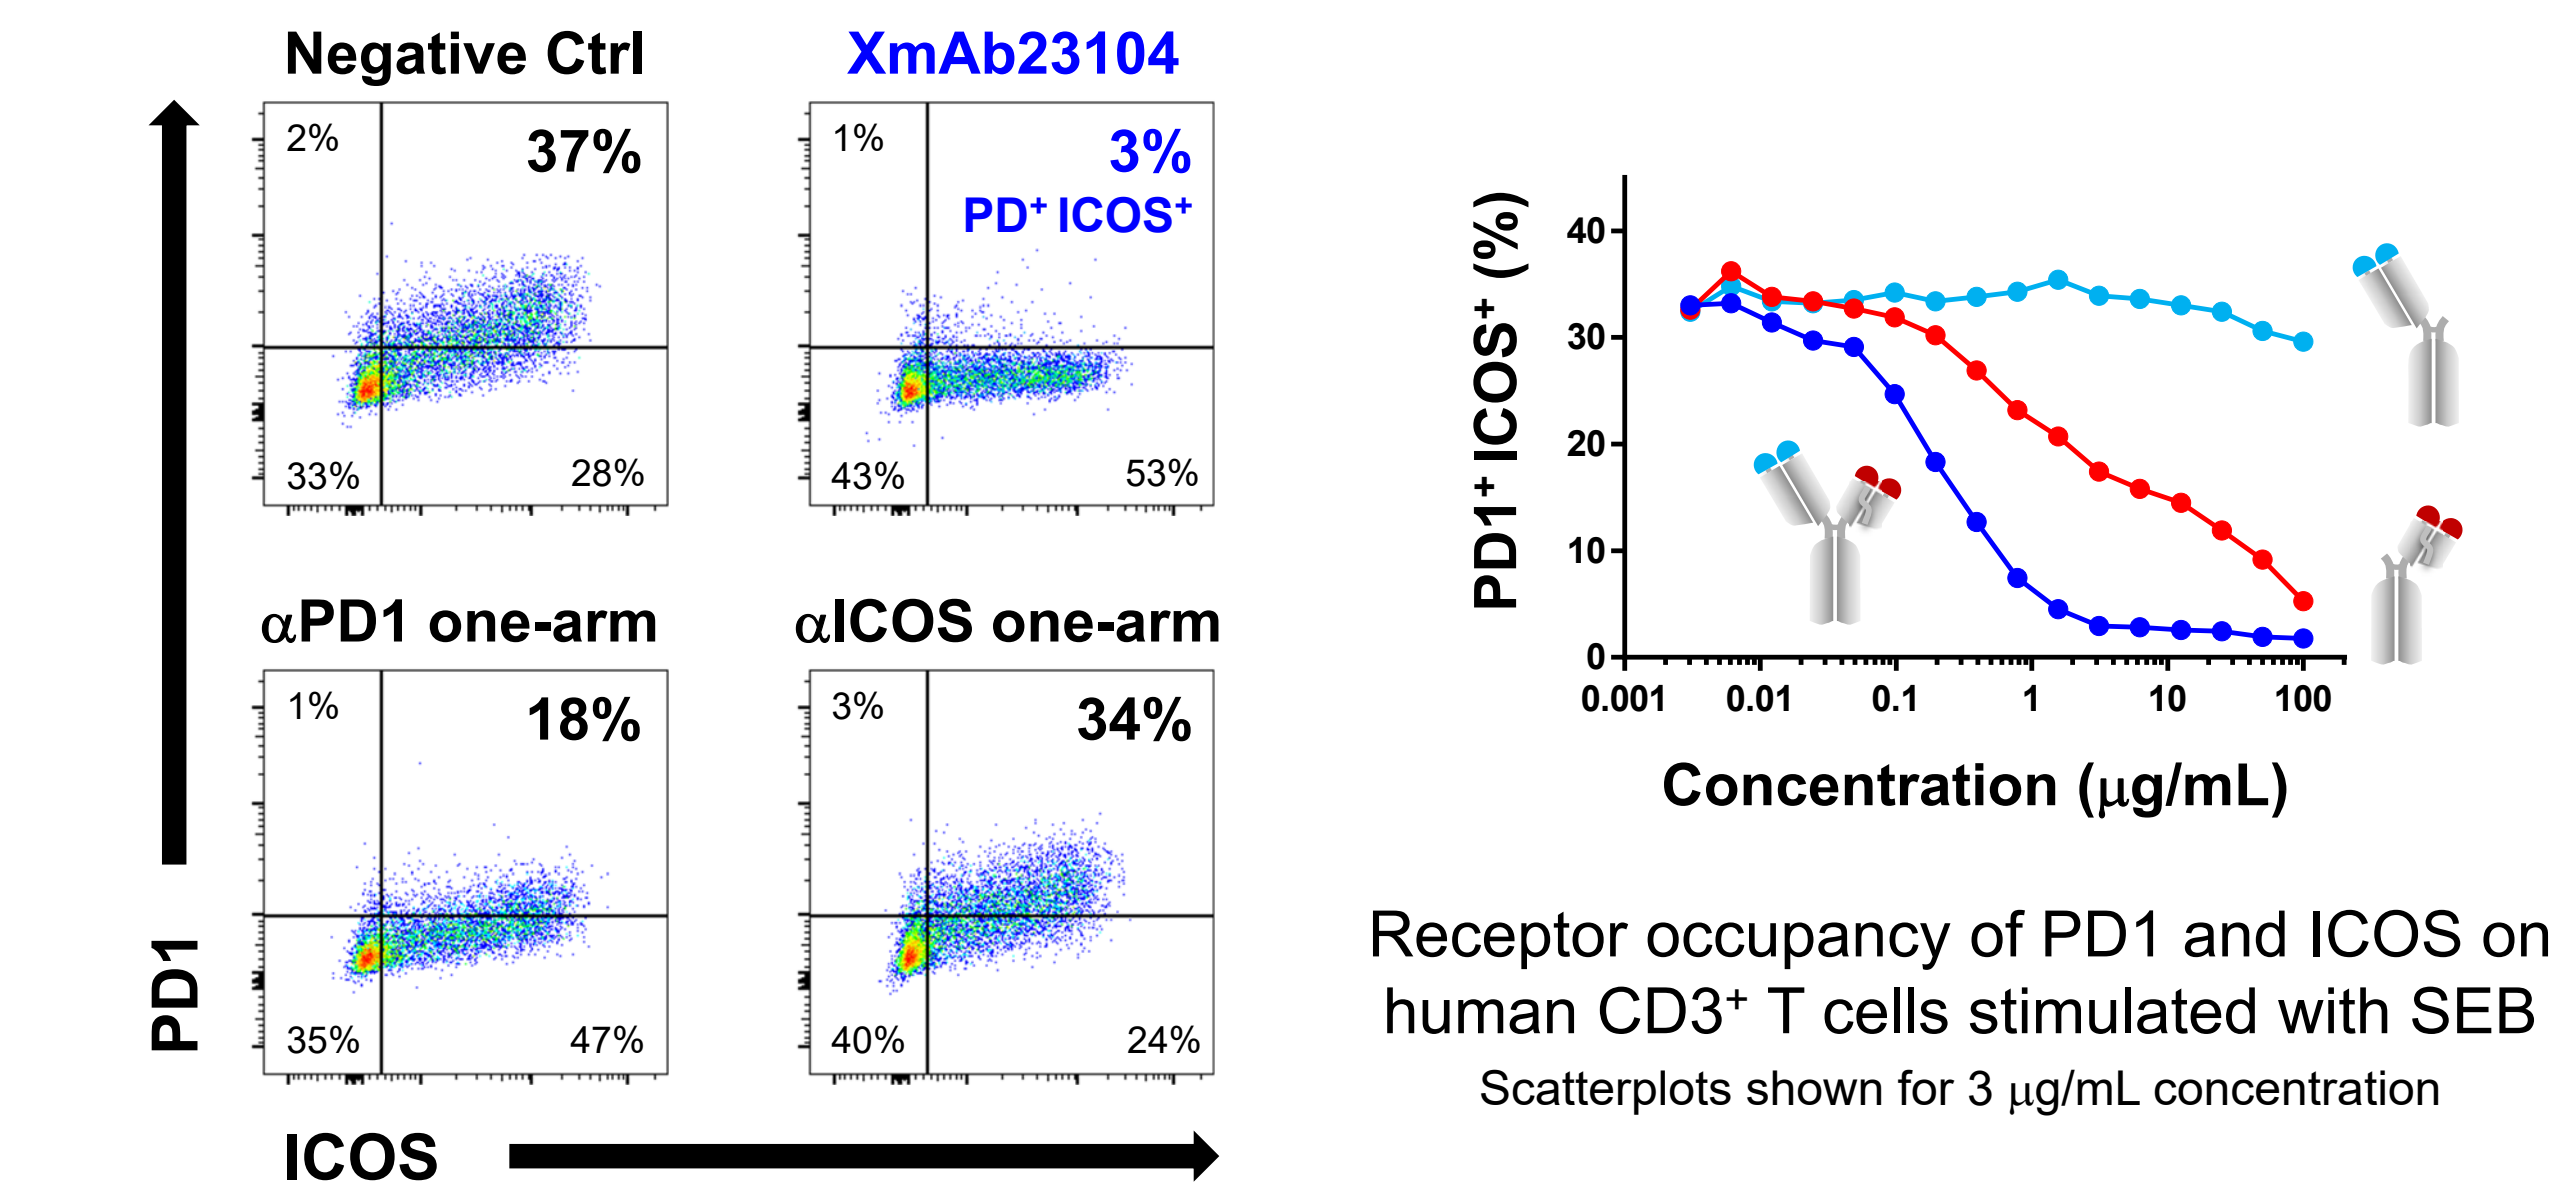 Negative Ctrl
XmAb23104
2%
37%
33%
28%
1%
3%
PD⁺ ICOS⁺
43%
53%
αPD1 one-arm
αICOS one-arm
1%
18%
35%
47%
3%
34%
40%
24%
PD1
ICOS
PD1⁺ ICOS⁺ (%)
40
30
20
10
0
0.001 0.01 0.1 1 10 100
Concentration (μg/mL)
Receptor occupancy of PD1 and ICOS on
human CD3⁺ T cells stimulated with SEB
Scatterplots shown for 3 μg/mL concentration